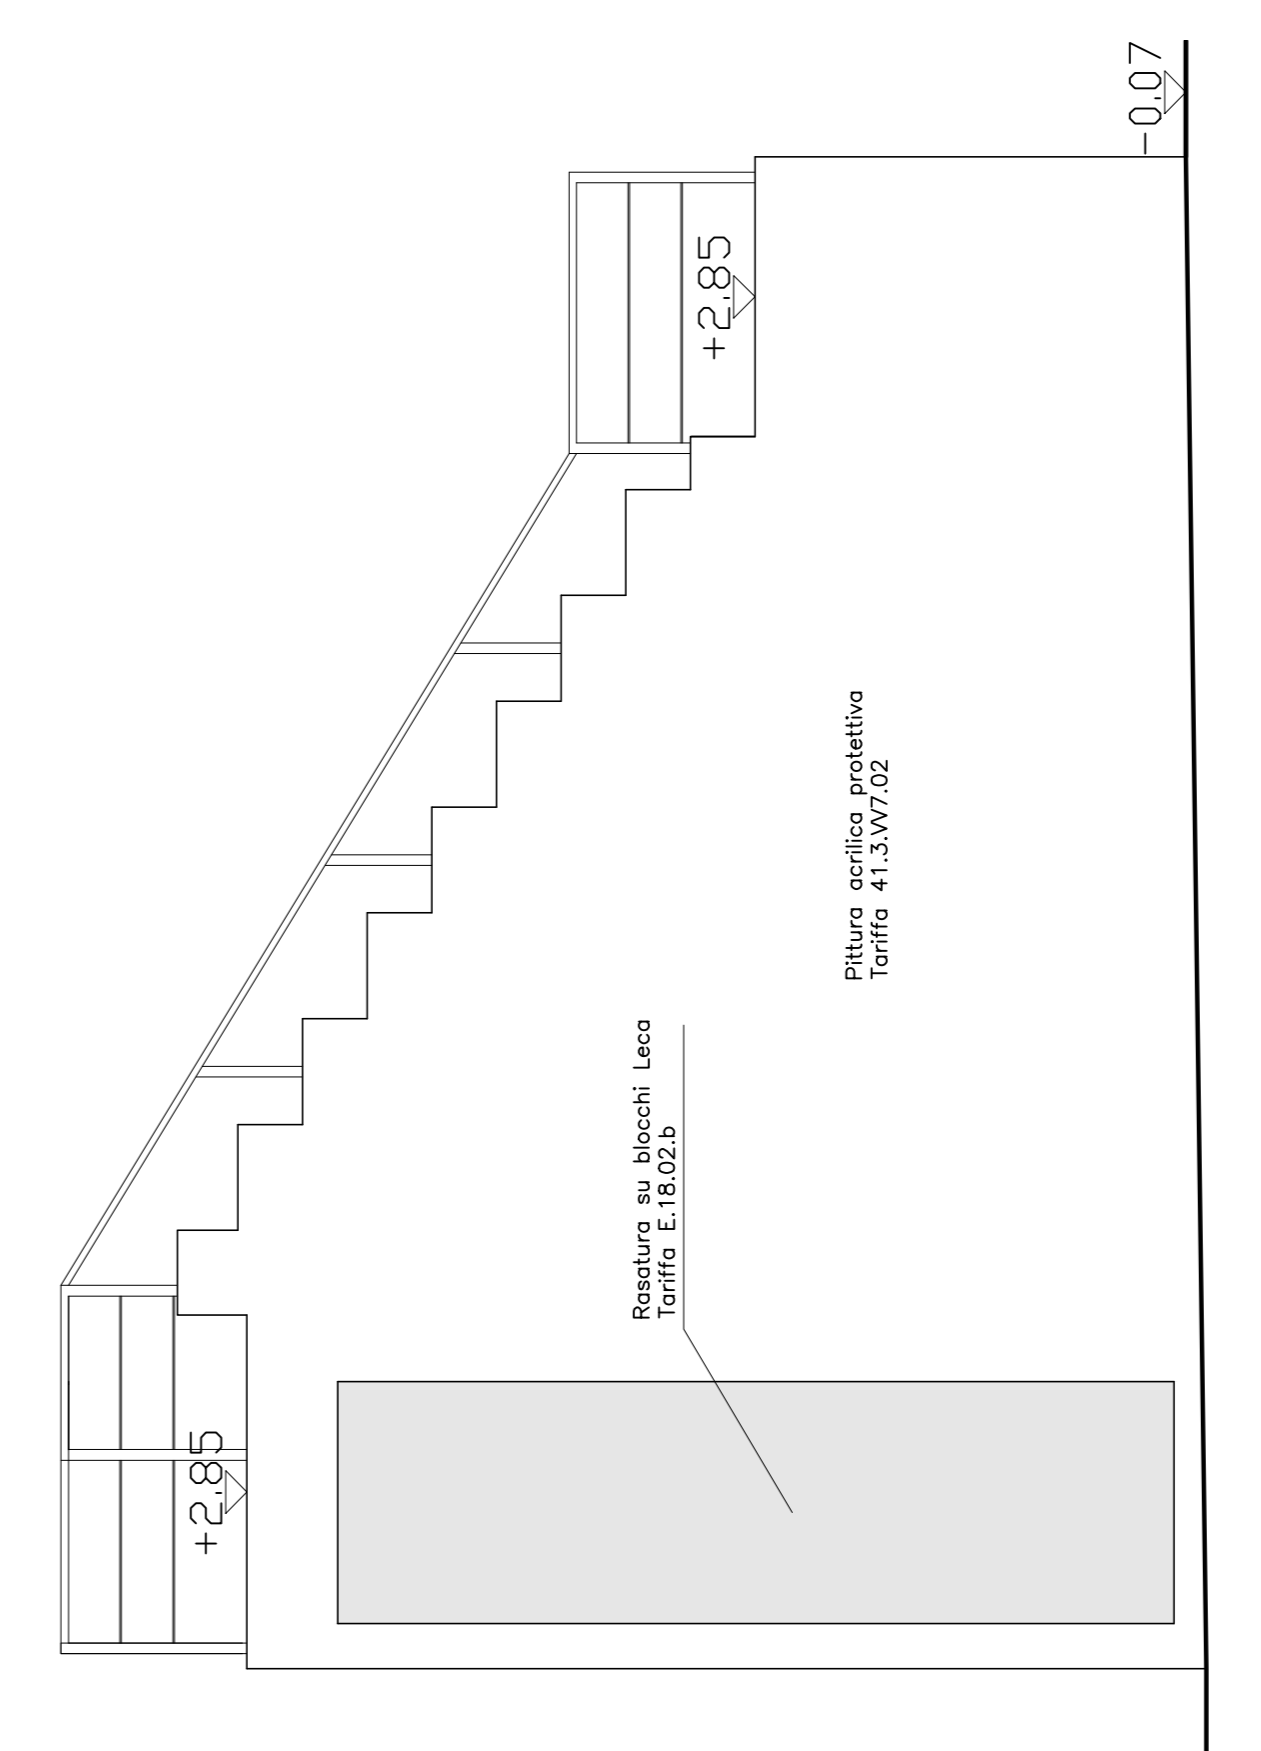 +2.85
Rasatura su blocchi Leca
Tariffa E.18.02.b
Pittura acrilica protettiva
Tariffa 41.3.VV7.02
+2.85
-0.07